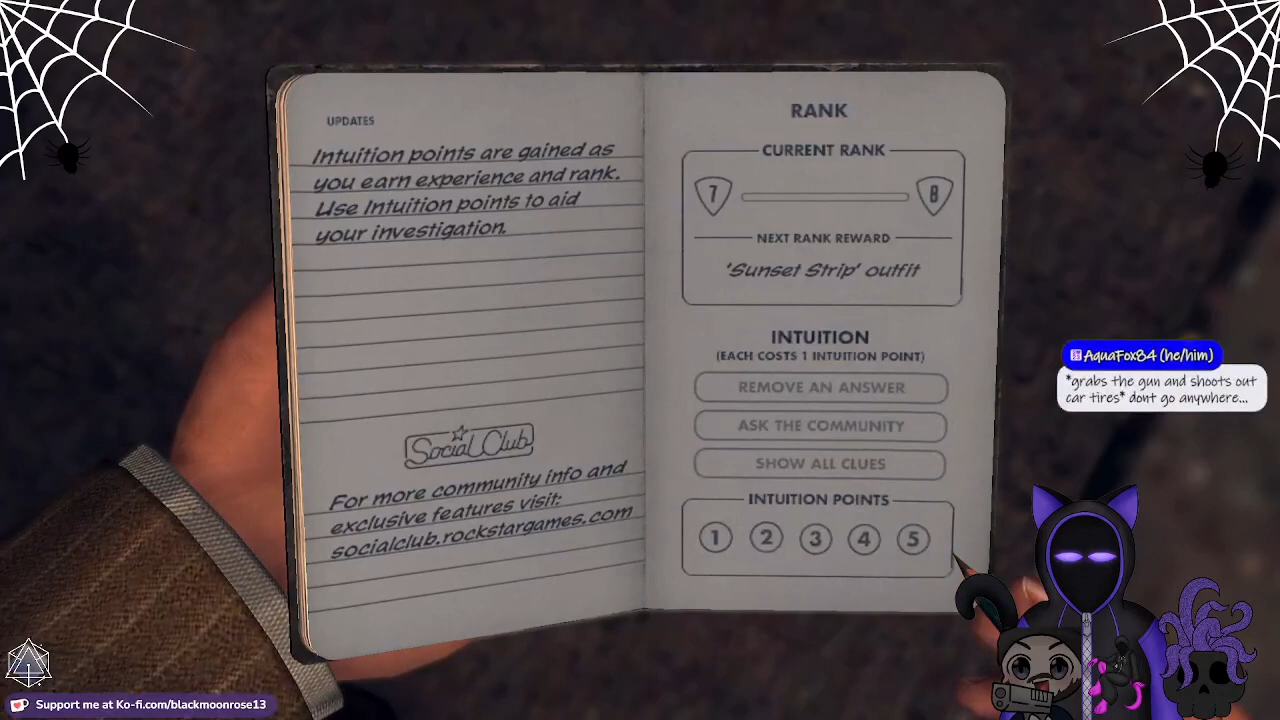 UPDATES
Intuition points are gained as
you earn experience and rank.
Use Intuition points to aid
your investigation.
Social Club
For more community info and
exclusive features visit:
socialclub.rockstargames.com
RANK
CURRENT RANK
7 8
NEXT RANK REWARD
'Sunset Strip' outfit
INTUITION
(EACH COSTS 1 INTUITION POINT)
REMOVE AN ANSWER
ASK THE COMMUNITY
SHOW ALL CLUES
INTUITION POINTS
1 2 3 4 5
AquaFox84 (he/him)
*grabs the gun and shoots out
car tires* dont go anywhere...
Support me at Ko-fi.com/blackmoonrose13